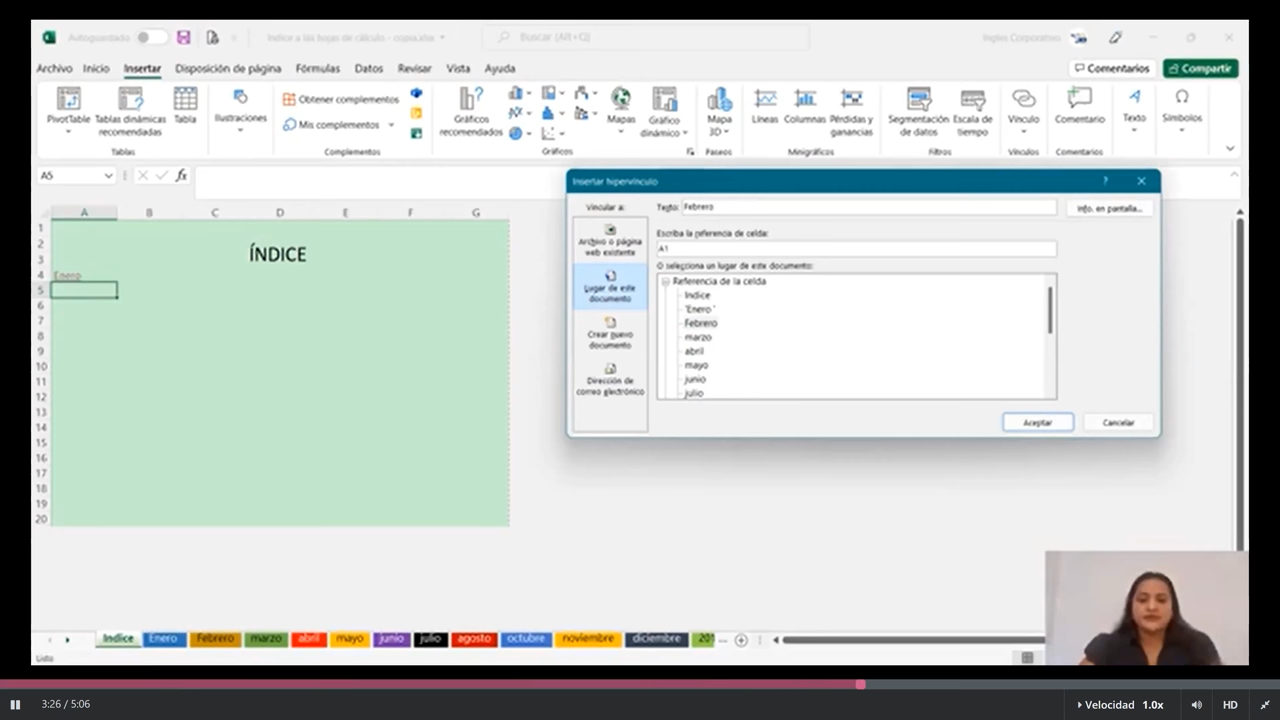 Autoguardado
Indice a las hojas de cálculo - copia.xlsx
Buscar (Alt+Q)
Ingles Corporativo
Archivo Inicio Insertar Disposición de página Fórmulas Datos Revisar Vista Ayuda
Comentarios Compartir
PivotTable
Tablas dinámicas recomendadas
Tabla
Ilustraciones
Obtener complementos
Mis complementos
Gráficos recomendados
Mapas
Gráfico dinámico
Mapa 3D
Líneas
Columnas
Pérdidas y ganancias
Segmentación de datos
Escala de tiempo
Vínculo
Comentario
Texto
Símbolos
Tablas Complementos Gráficos Paseos Minigráficos Filtros Vínculos Comentarios
A5 fx
A B C D E F G
1
2
ÍNDICE
3
4 Enero
5
6
7
8
9
10
11
12
13
14
15
16
17
18
19
20
Insertar hipervínculo ?
Vincular a:
Texto: Febrero
Info. en pantalla...
Archivo o página web existente
Lugar de este documento
Crear nuevo documento
Dirección de correo electrónico
Escriba la referencia de celda:
A1
O selecciona un lugar de este documento:
Referencia de la celda
Indice
'Enero '
Febrero
marzo
abril
mayo
junio
julio
Aceptar Cancelar
Indice Enero Febrero marzo abril mayo junio julio agosto octubre noviembre diciembre 201 ...
Listo
3:26 / 5:06
Velocidad 1.0x HD